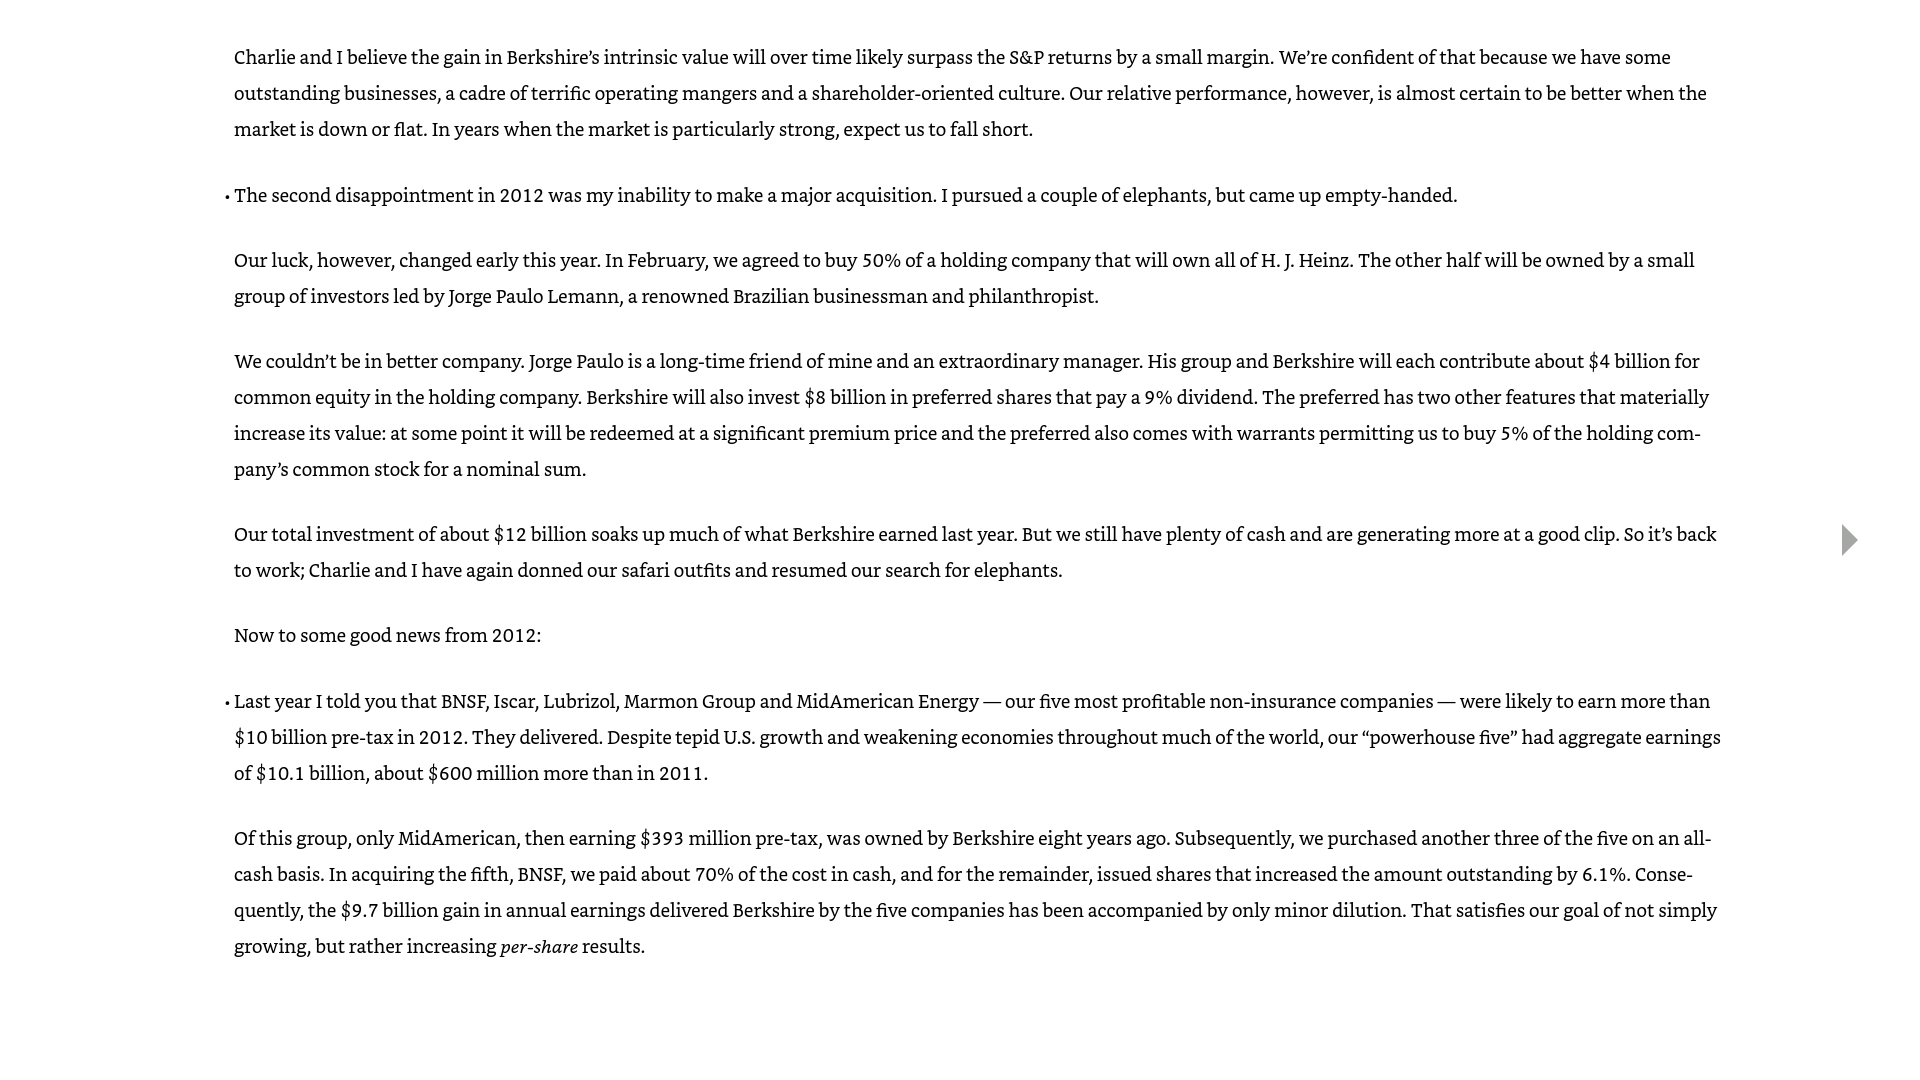 Charlie and I believe the gain in Berkshire’s intrinsic value will over time likely surpass the S&P returns by a small margin. We’re confident of that because we have some
outstanding businesses, a cadre of terrific operating mangers and a shareholder-oriented culture. Our relative performance, however, is almost certain to be better when the
market is down or flat. In years when the market is particularly strong, expect us to fall short.
• The second disappointment in 2012 was my inability to make a major acquisition. I pursued a couple of elephants, but came up empty-handed.
Our luck, however, changed early this year. In February, we agreed to buy 50% of a holding company that will own all of H. J. Heinz. The other half will be owned by a small
group of investors led by Jorge Paulo Lemann, a renowned Brazilian businessman and philanthropist.
We couldn’t be in better company. Jorge Paulo is a long-time friend of mine and an extraordinary manager. His group and Berkshire will each contribute about $4 billion for
common equity in the holding company. Berkshire will also invest $8 billion in preferred shares that pay a 9% dividend. The preferred has two other features that materially
increase its value: at some point it will be redeemed at a significant premium price and the preferred also comes with warrants permitting us to buy 5% of the holding com-
pany’s common stock for a nominal sum.
Our total investment of about $12 billion soaks up much of what Berkshire earned last year. But we still have plenty of cash and are generating more at a good clip. So it’s back
to work; Charlie and I have again donned our safari outfits and resumed our search for elephants.
Now to some good news from 2012:
• Last year I told you that BNSF, Iscar, Lubrizol, Marmon Group and MidAmerican Energy — our five most profitable non-insurance companies — were likely to earn more than
$10 billion pre-tax in 2012. They delivered. Despite tepid U.S. growth and weakening economies throughout much of the world, our “powerhouse five” had aggregate earnings
of $10.1 billion, about $600 million more than in 2011.
Of this group, only MidAmerican, then earning $393 million pre-tax, was owned by Berkshire eight years ago. Subsequently, we purchased another three of the five on an all-
cash basis. In acquiring the fifth, BNSF, we paid about 70% of the cost in cash, and for the remainder, issued shares that increased the amount outstanding by 6.1%. Conse-
quently, the $9.7 billion gain in annual earnings delivered Berkshire by the five companies has been accompanied by only minor dilution. That satisfies our goal of not simply
growing, but rather increasing per-share results.